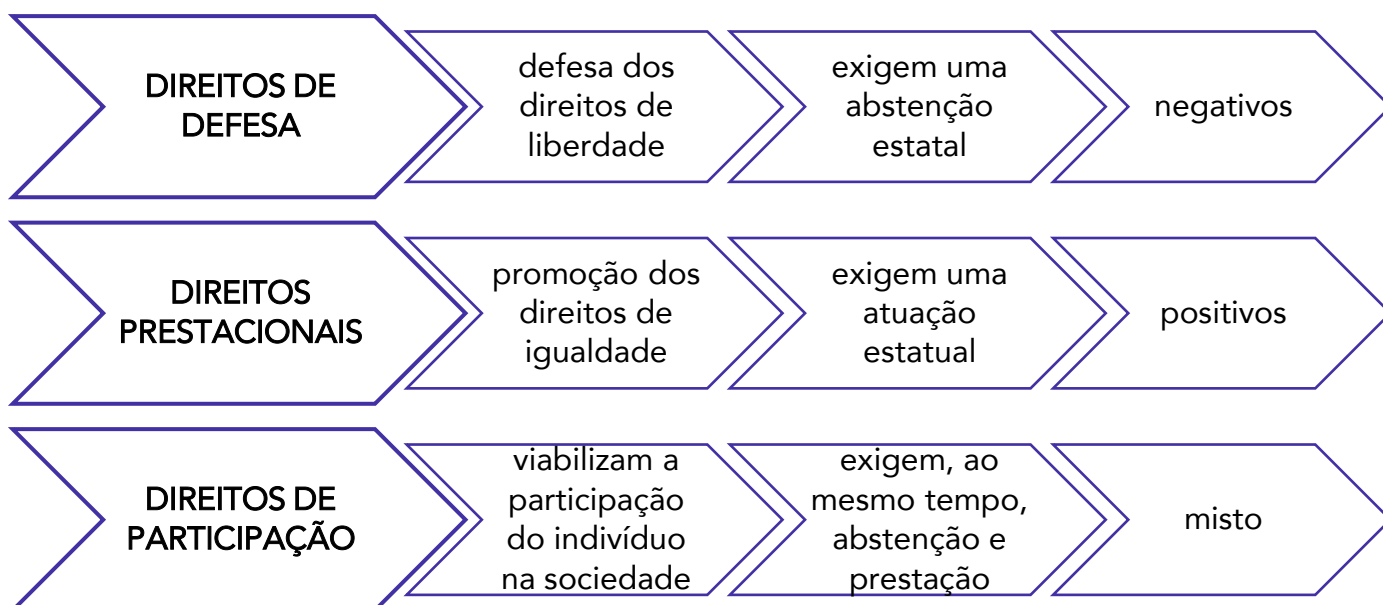 DIREITOS DE
DEFESA
defesa dos
direitos de
liberdade
exigem uma
abstenção
estatal
negativos
DIREITOS
PRESTACIONAIS
promoção dos
direitos de
igualdade
exigem uma
atuação
estatual
positivos
DIREITOS DE
PARTICIPAÇÃO
viabilizam a
participação
do indivíduo
na sociedade
exigem, ao
mesmo tempo,
abstenção e
prestação
misto